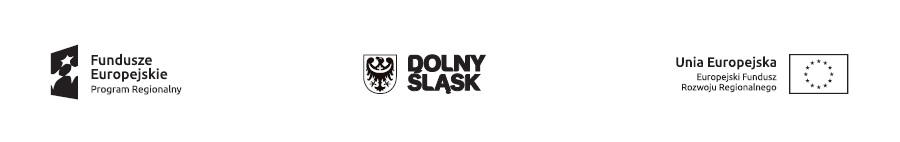 Fundusze
Europejskie
Program Regionalny
DOLNY
ŚLĄSK
Unia Europejska
Europejski Fundusz
Rozwoju Regionalnego